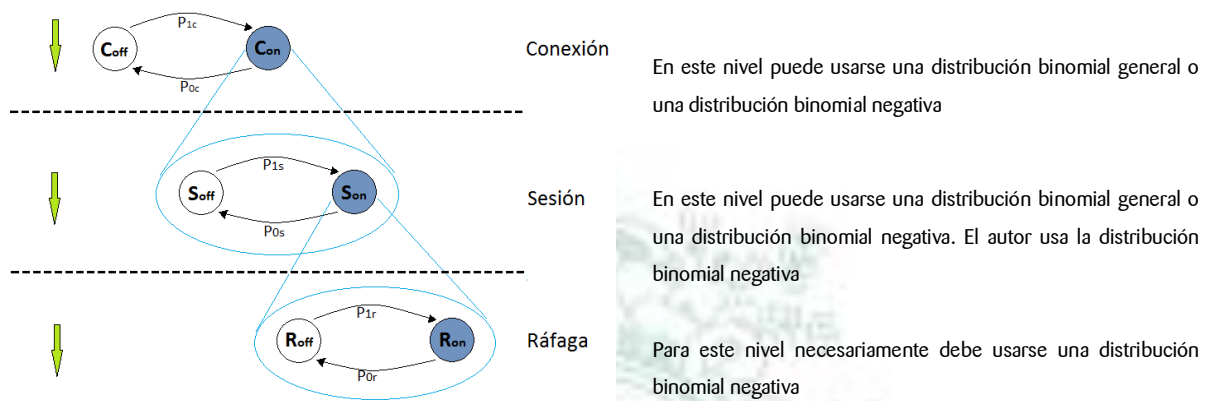 P1c
Coff
Con
P0c
Conexión
En este nivel puede usarse una distribución binomial general o
una distribución binomial negativa
P1s
Soff
Son
P0s
Sesión
En este nivel puede usarse una distribución binomial general o
una distribución binomial negativa. El autor usa la distribución
binomial negativa
P1r
Roff
Ron
P0r
Ráfaga
Para este nivel necesariamente debe usarse una distribución
binomial negativa